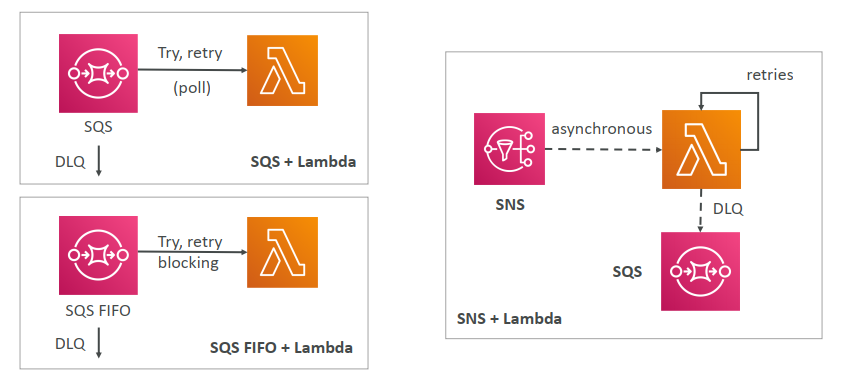 Try, retry
(poll)
SQS
DLQ
SQS + Lambda
Try, retry
blocking
SQS FIFO
DLQ
SQS FIFO + Lambda
retries
asynchronous
SNS
DLQ
SQS
SNS + Lambda